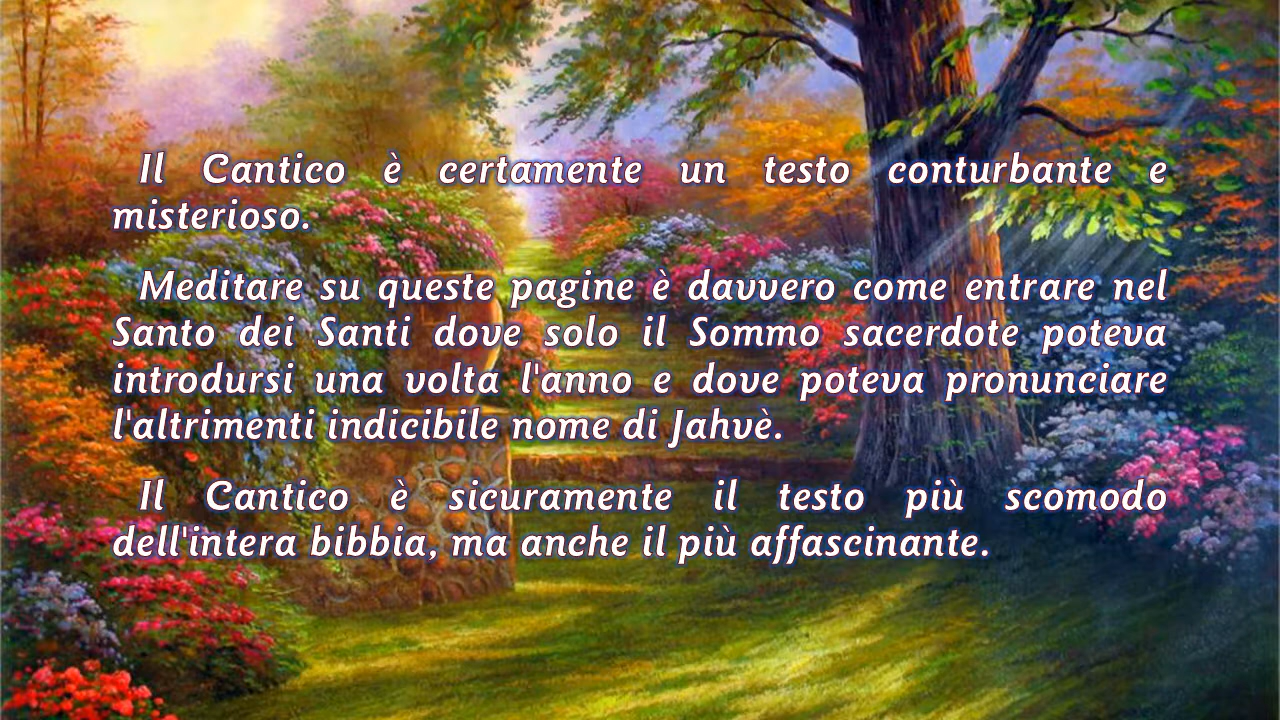 Il Cantico è certamente un testo conturbante e
misterioso.
Meditare su queste pagine è davvero come entrare nel
Santo dei Santi dove solo il Sommo sacerdote poteva
introdursi una volta l'anno e dove poteva pronunciare
l'altrimenti indicibile nome di Jahvè.
Il Cantico è sicuramente il testo più scomodo
dell'intera bibbia, ma anche il più affascinante.